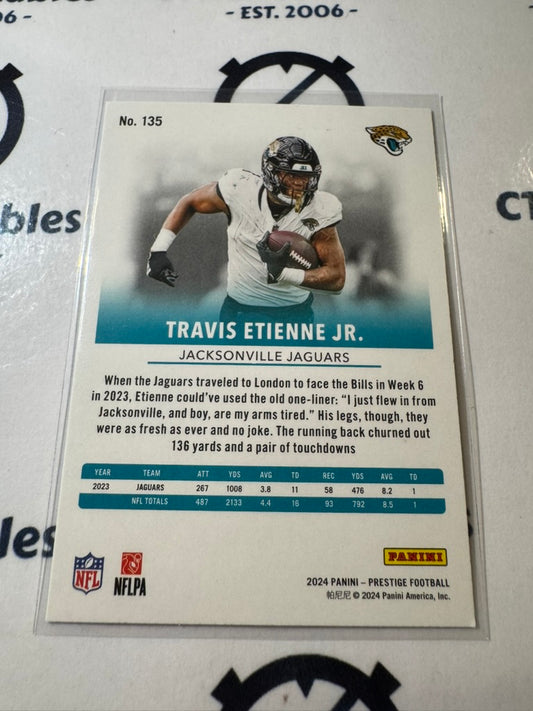 - EST. 2006 -
06 -
No. 135
TRAVIS ETIENNE JR.
JACKSONVILLE JAGUARS
When the Jaguars traveled to London to face the Bills in Week 6
in 2023, Etienne could've used the old one-liner: "I just flew in from
Jacksonville, and boy, are my arms tired." His legs, though, they
were as fresh as ever and no joke. The running back churned out
136 yards and a pair of touchdowns
YEAR TEAM ATT YDS AVG TD REC YDS AVG TD
2023 JAGUARS 267 1008 3.8 11 58 476 8.2 1
NFL TOTALS 487 2133 4.4 16 93 792 8.5 1
NFL
NFLPA
PANINI
2024 PANINI – PRESTIGE FOOTBALL
帕尼尼 © 2024 Panini America, Inc.
bles
CT
les